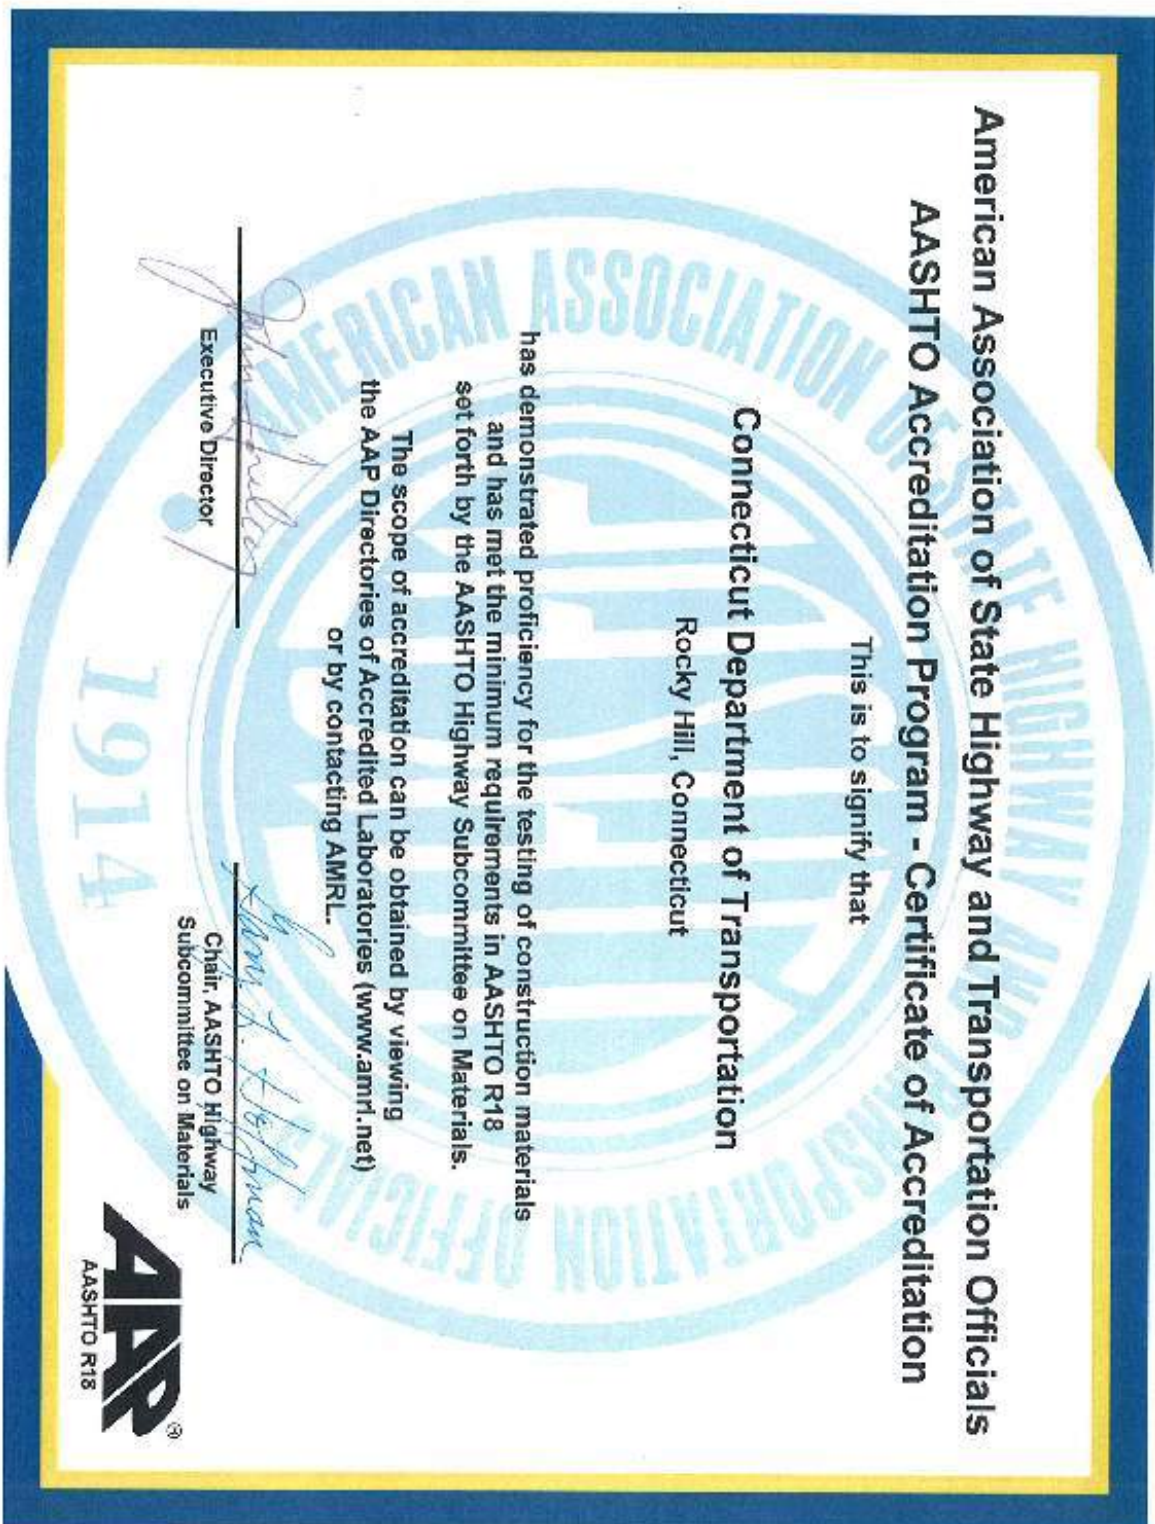 American Association of State Highway and Transportation Officials
AASHTO Accreditation Program - Certificate of Accreditation
This is to signify that
Connecticut Department of Transportation
Rocky Hill, Connecticut
has demonstrated proficiency for the testing of construction materials
and has met the minimum requirements in AASHTO R18
set forth by the AASHTO Highway Subcommittee on Materials.
The scope of accreditation can be obtained by viewing
the AAP Directories of Accredited Laboratories (www.amrl.net)
or by contacting AMRL.
Executive Director
Chair, AASHTO Highway
Subcommittee on Materials
AAP®
AASHTO R18
AMERICAN ASSOCIATION OF STATE HIGHWAY AND TRANSPORTATION OFFICIALS
1914